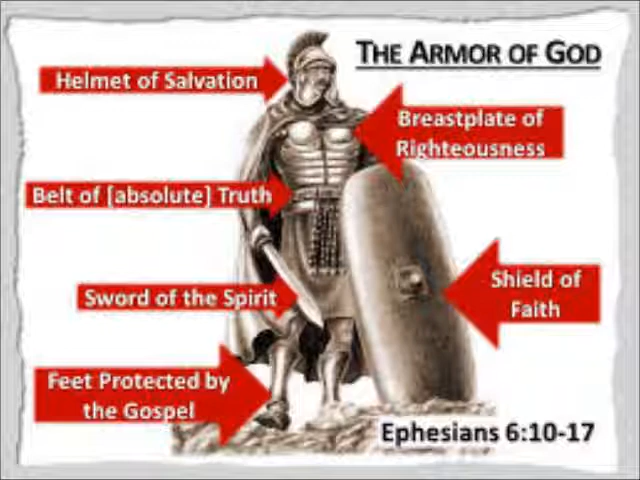 THE ARMOR OF GOD
Helmet of Salvation
Breastplate of
Righteousness
Belt of [absolute] Truth
Sword of the Spirit
Shield of
Faith
Feet Protected by
the Gospel
Ephesians 6:10-17